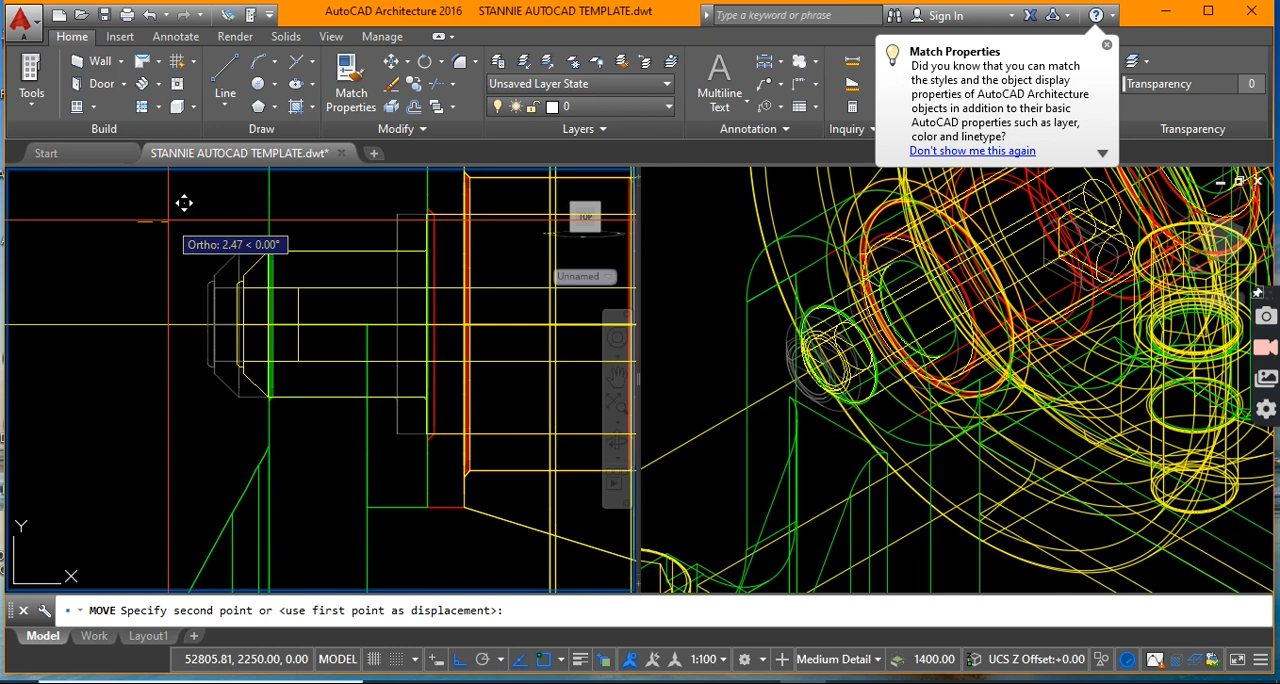 AutoCAD Architecture 2016 STANNIE AUTOCAD TEMPLATE.dwt
Type a keyword or phrase
Sign In
A
Home Insert Annotate Render Solids View Manage
Match Properties
Did you know that you can match
the styles and the object display
properties of AutoCAD Architecture
objects in addition to their basic
AutoCAD properties such as layer,
color and linetype?
Don't show me this again
Tools
Wall
Door
Build
Line
Draw
Match
Properties
Modify
Unsaved Layer State
0
Layers
A
Multiline
Text
Annotation
Inquiry
Transparency 0
Transparency
Start STANNIE AUTOCAD TEMPLATE.dwt*
TOP
Ortho: 2.47 < 0.00°
Unnamed
Y
X
MOVE Specify second point or <use first point as displacement>:
Model Work Layout1
52805.81, 2250.00, 0.00 MODEL 1:100 Medium Detail 1400.00 UCS Z Offset:+0.00